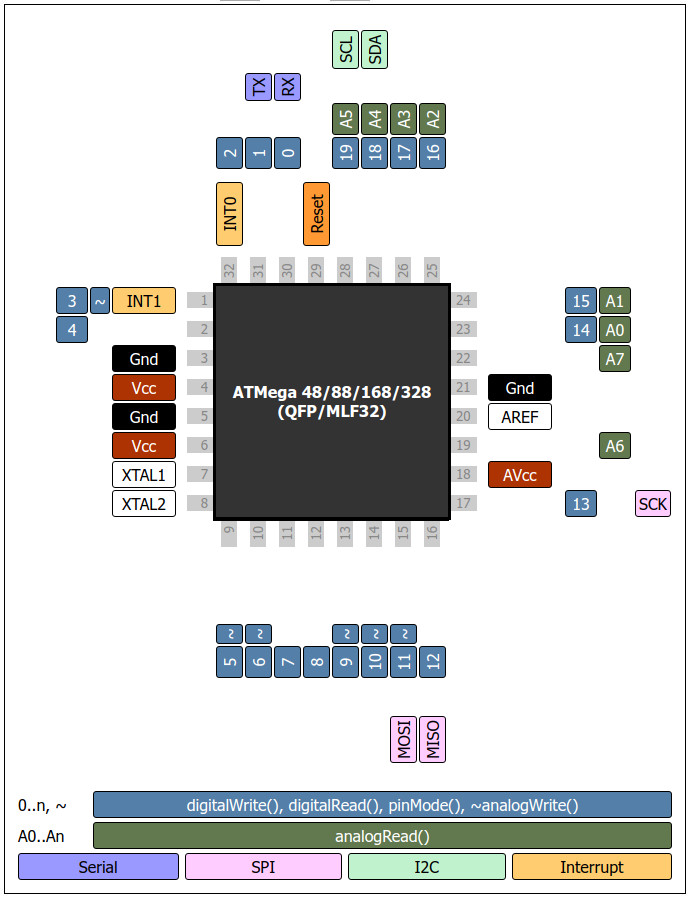 SCL SDA
TX RX
A5 A4 A3 A2
2 1 0 19 18 17 16
INT0 Reset
32 31 30 29 28 27 26 25
3 ~ INT1 1 24 15 A1
4 2 23 14 A0
Gnd 3 22 A7
Vcc 4 21 Gnd
ATMega 48/88/168/328
(QFP/MLF32)
Gnd 5 20 AREF
Vcc 6 19 A6
XTAL1 7 18 AVcc
XTAL2 8 17 13 SCK
9 10 11 12 13 14 15 16
~ ~ ~ ~ ~
5 6 7 8 9 10 11 12
MOSI MISO
0..n, ~ digitalWrite(), digitalRead(), pinMode(), ~analogWrite()
A0..An analogRead()
Serial SPI I2C Interrupt